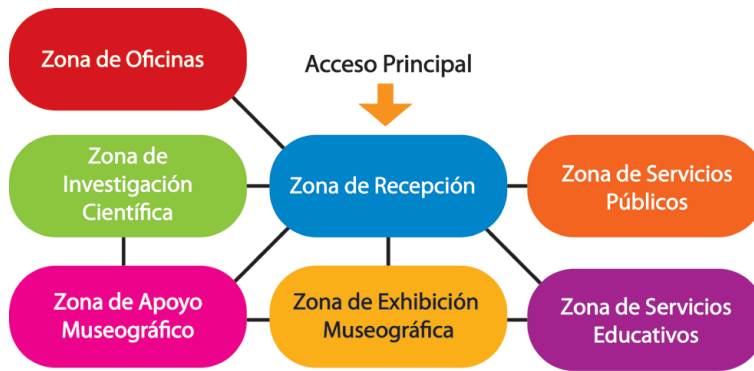 Zona de Oficinas
Acceso Principal
Zona de
Investigación
Científica
Zona de Recepción
Zona de Servicios
Públicos
Zona de Apoyo
Museográfico
Zona de Exhibición
Museográfica
Zona de Servicios
Educativos